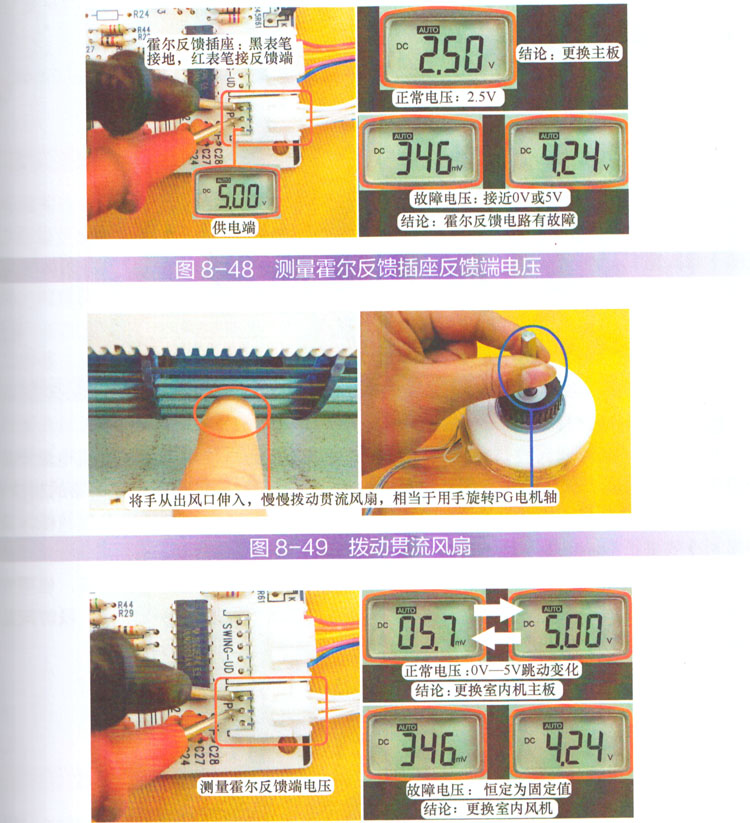 R24
R44
霍尔反馈插座：黑表笔
接地，红表笔接反馈端
SWING-UD
C28
C27
C24
DC AUTO 5.00 V
供电端
DC AUTO 2.50 V
结论：更换主板
正常电压：2.5V
DC AUTO 346 mV
DC AUTO 4.24 V
故障电压：接近0V或5V
结论：霍尔反馈电路有故障
图 8-48 测量霍尔反馈插座反馈端电压
将手从出风口伸入，慢慢拨动贯流风扇，相当于用手旋转PG电机轴
图 8-49 拨动贯流风扇
R61
K
R44
R29
SWING-UD
C28
C27
C24
测量霍尔反馈端电压
DC AUTO 05.7 mV
DC AUTO 5.00 V
正常电压：0V—5V跳动变化
结论：更换室内机主板
DC AUTO 346 mV
DC AUTO 4.24 V
故障电压： 恒定为固定值
结论：更换室内风机